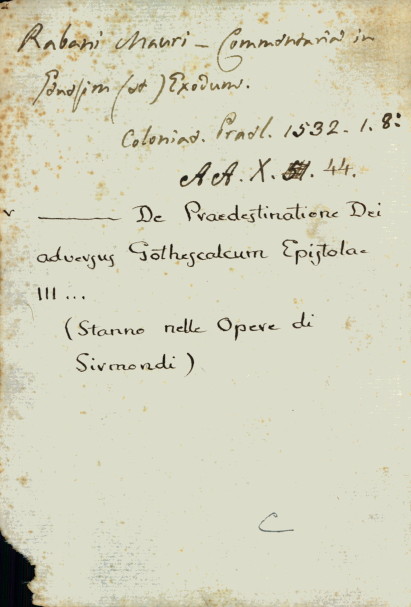 Rabani Mauri - Commentaria in
Genesim (et) Exodum.
Coloniae. Prael. 1532. 1. 8:
AA. X. 44.
v ——— De Praedestinatione Dei
adversus Gothescalcum Epistolae
III ...
(Stanno nelle Opere di
Sirmondi)
C